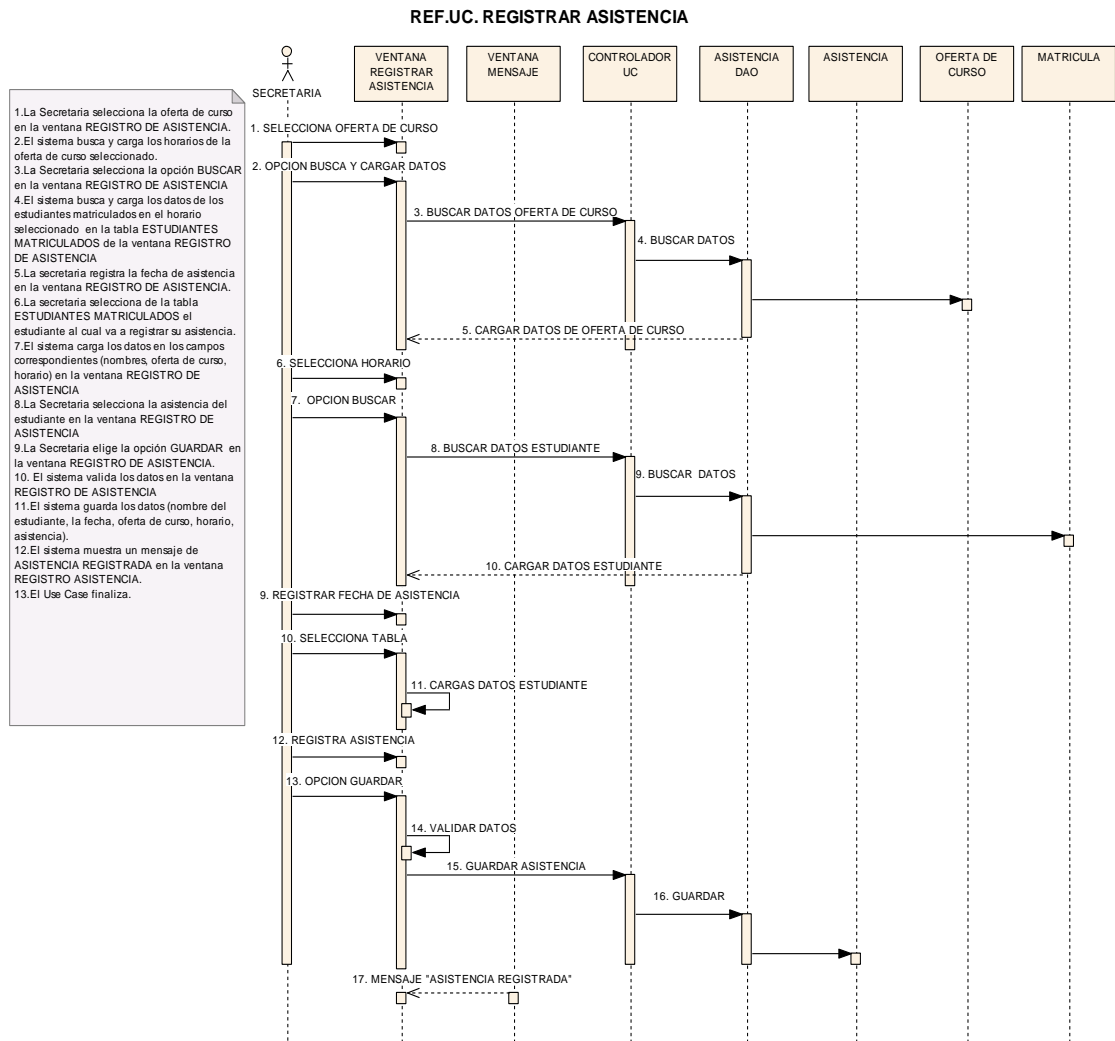 REF.UC. REGISTRAR ASISTENCIA
SECRETARIA
VENTANA
REGISTRAR
ASISTENCIA
VENTANA
MENSAJE
CONTROLADOR
UC
ASISTENCIA
DAO
ASISTENCIA
OFERTA DE
CURSO
MATRICULA
1.La Secretaria selecciona la oferta de curso
en la ventana REGISTRO DE ASISTENCIA.
2.El sistema busca y carga los horarios de la
oferta de curso seleccionado.
3.La Secretaria selecciona la opción BUSCAR
en la ventana REGISTRO DE ASISTENCIA
4.El sistema busca y carga los datos de los
estudiantes matriculados en el horario
seleccionado en la tabla ESTUDIANTES
MATRICULADOS de la ventana REGISTRO
DE ASISTENCIA
5.La secretaria registra la fecha de asistencia
en la ventana REGISTRO DE ASISTENCIA.
6.La secretaria selecciona de la tabla
ESTUDIANTES MATRICULADOS el
estudiante al cual va a registrar su asistencia.
7.El sistema carga los datos en los campos
correspondientes (nombres, oferta de curso,
horario) en la ventana REGISTRO DE
ASISTENCIA
8.La Secretaria selecciona la asistencia del
estudiante en la ventana REGISTRO DE
ASISTENCIA
9.La Secretaria elige la opción GUARDAR en
la ventana REGISTRO DE ASISTENCIA.
10. El sistema valida los datos en la ventana
REGISTRO DE ASISTENCIA
11.El sistema guarda los datos (nombre del
estudiante, la fecha, oferta de curso, horario,
asistencia).
12.El sistema muestra un mensaje de
ASISTENCIA REGISTRADA en la ventana
REGISTRO ASISTENCIA.
13.El Use Case finaliza.
1. SELECCIONA OFERTA DE CURSO
2. OPCION BUSCA Y CARGAR DATOS
3. BUSCAR DATOS OFERTA DE CURSO
4. BUSCAR DATOS
5. CARGAR DATOS DE OFERTA DE CURSO
6. SELECCIONA HORARIO
7. OPCION BUSCAR
8. BUSCAR DATOS ESTUDIANTE
9. BUSCAR DATOS
10. CARGAR DATOS ESTUDIANTE
9. REGISTRAR FECHA DE ASISTENCIA
10. SELECCIONA TABLA
11. CARGAS DATOS ESTUDIANTE
12. REGISTRA ASISTENCIA
13. OPCION GUARDAR
14. VALIDAR DATOS
15. GUARDAR ASISTENCIA
16. GUARDAR
17. MENSAJE "ASISTENCIA REGISTRADA"